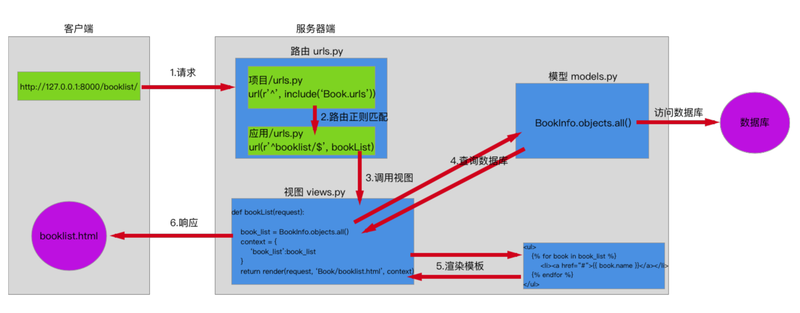 客户端
服务器端
路由 urls.py
模型 models.py
http://127.0.0.1:8000/booklist/
1.请求
项目/urls.py
url(r'^', include('Book.urls'))
2.路由正则匹配
应用/urls.py
url(r'^booklist/$', bookList)
BookInfo.objects.all()
访问数据库
数据库
3.调用视图
4.查询数据库
视图 views.py
def bookList(request):
book_list = BookInfo.objects.all()
context = {
'book_list':book_list
}
return render(request, 'Book/booklist.html', context)
6.响应
booklist.html
5.渲染模板
<ul>
{% for book in book_list %}
<li><a href="#">{{ book.name }}</a></li>
{% endfor %}
</ul>